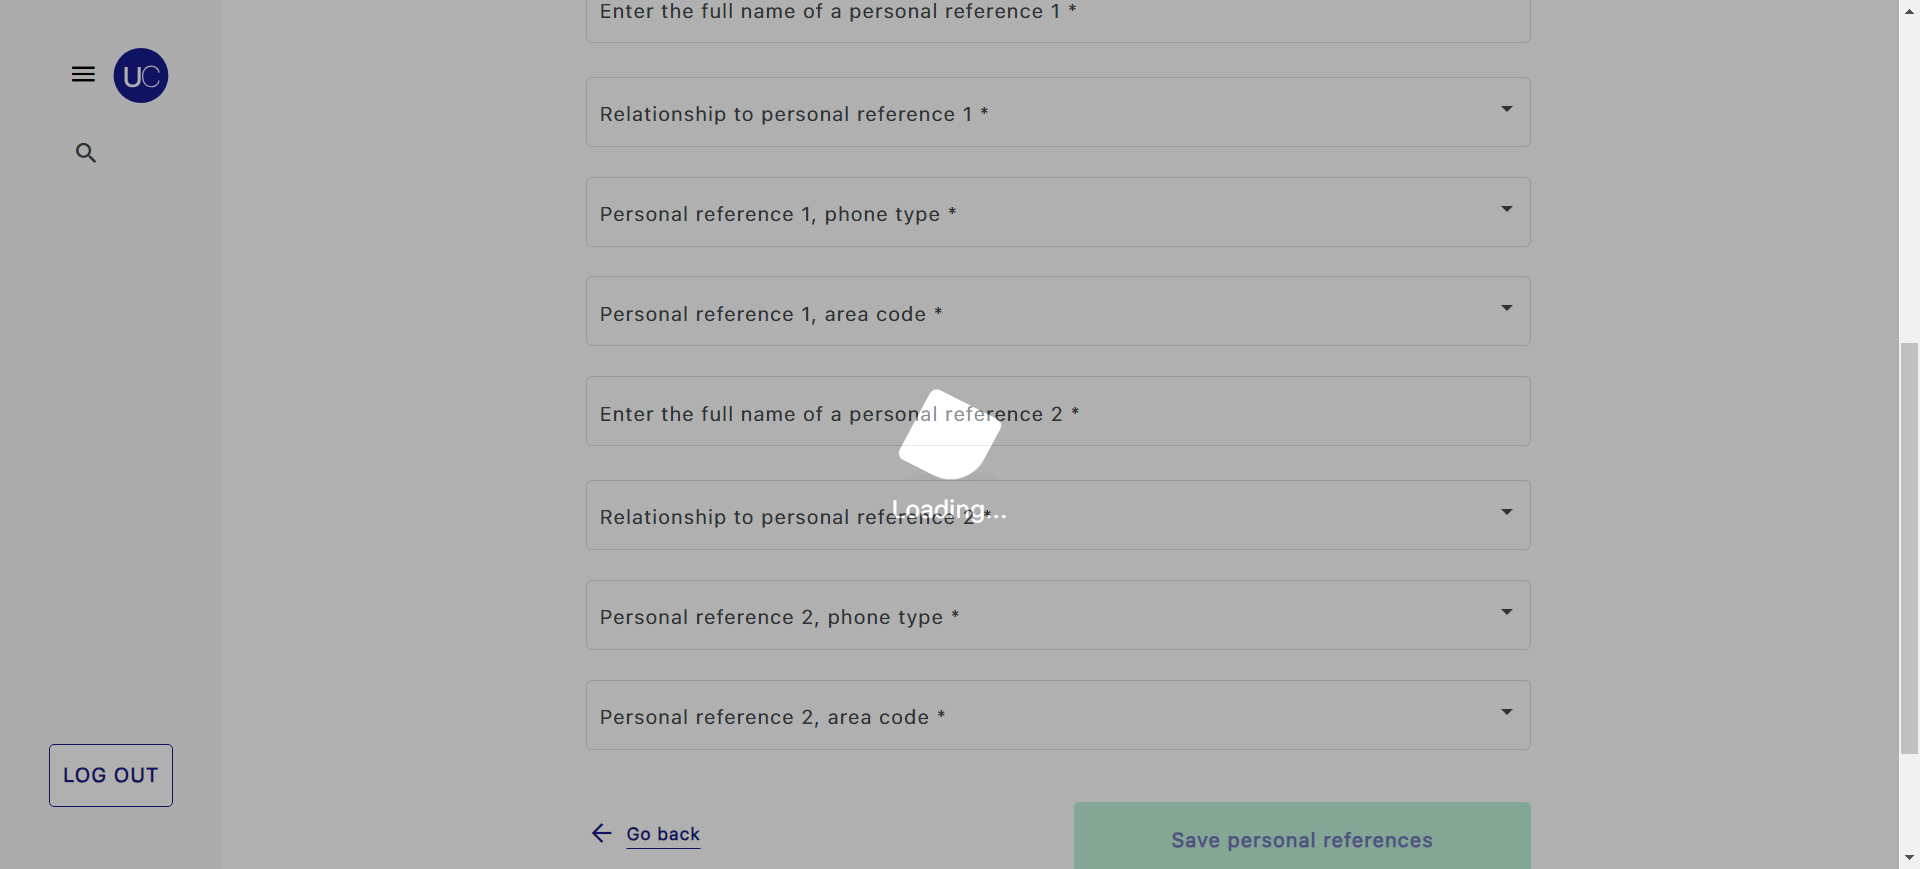 Enter the full name of a personal reference 1 *
UC
Relationship to personal reference 1 *
Personal reference 1, phone type *
Personal reference 1, area code *
Enter the full name of a personal reference 2 *
Loading...
Relationship to personal reference 2 *
Personal reference 2, phone type *
Personal reference 2, area code *
LOG OUT
Go back
Save personal references